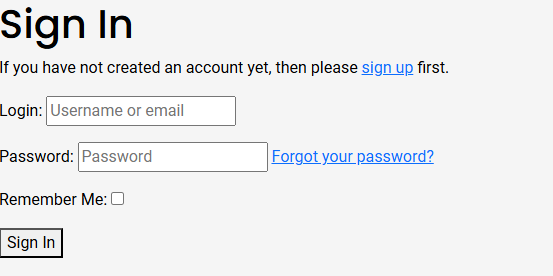 Sign In
If you have not created an account yet, then please sign up first.
Login: Username or email
Password: Password Forgot your password?
Remember Me:
Sign In